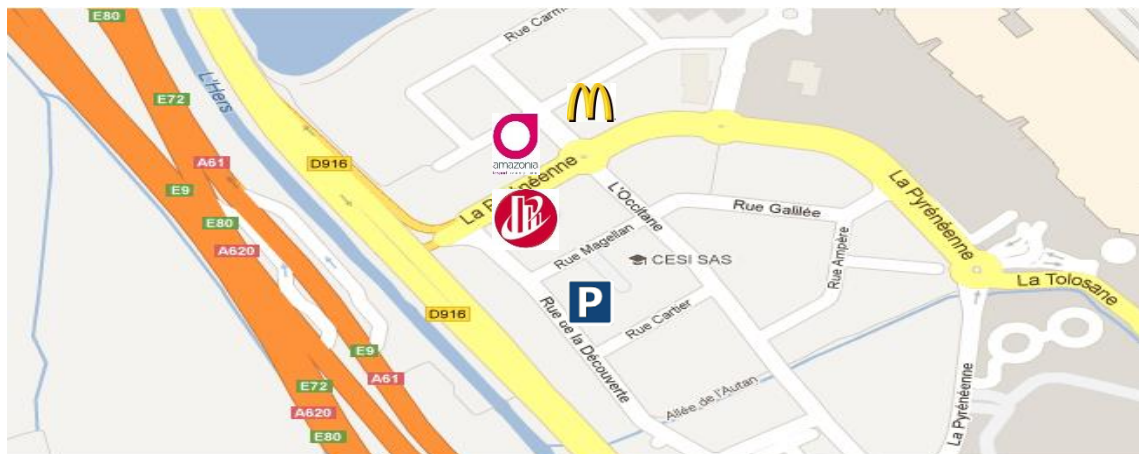 E80
Rue Carm
L'Hers
E72
M
D916
A61
amazonia
La Pyrénéenne
E9
L'Occitane
La Pyrénéenne
E80
Rue Galilée
A620
Rue Magellan
CESI SAS
Rue Ampère
La Tolosane
P
D916
Rue Cartier
Rue de la Découverte
E9
A61
E72
Allée de l'Autan
La Pyrénéenne
A620
E80